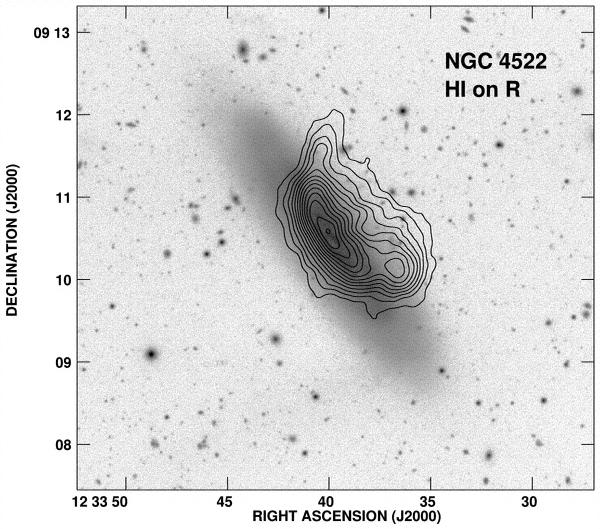 NGC 4522
HI on R
DECLINATION (J2000)
09 13
12
11
10
09
08
12 33 50
45
40
35
30
RIGHT ASCENSION (J2000)